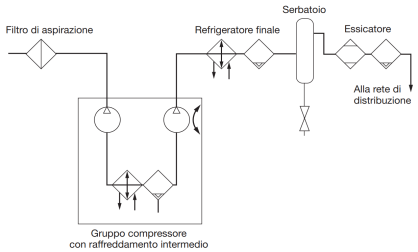 Serbatoio
Filtro di aspirazione
Refrigeratore finale
Essicatore
Alla rete di
distribuzione
Gruppo compressore
con raffreddamento intermedio